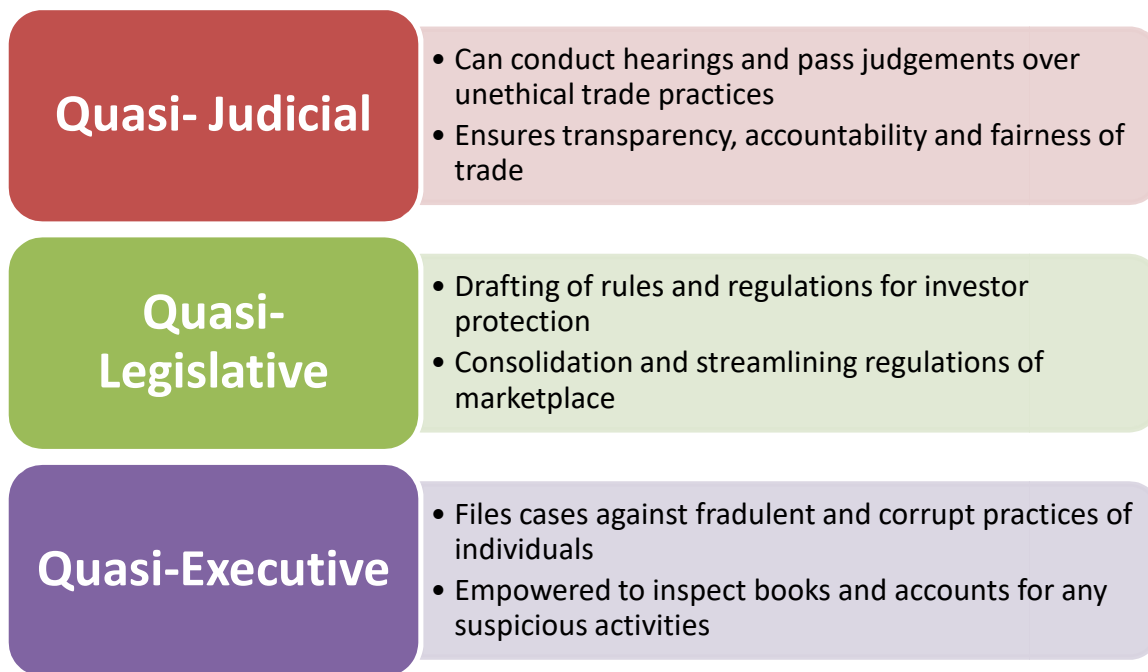 Quasi- Judicial
• Can conduct hearings and pass judgements over
unethical trade practices
• Ensures transparency, accountability and fairness of
trade
Quasi-
Legislative
• Drafting of rules and regulations for investor
protection
• Consolidation and streamlining regulations of
marketplace
Quasi-Executive
• Files cases against fradulent and corrupt practices of
individuals
• Empowered to inspect books and accounts for any
suspicious activities